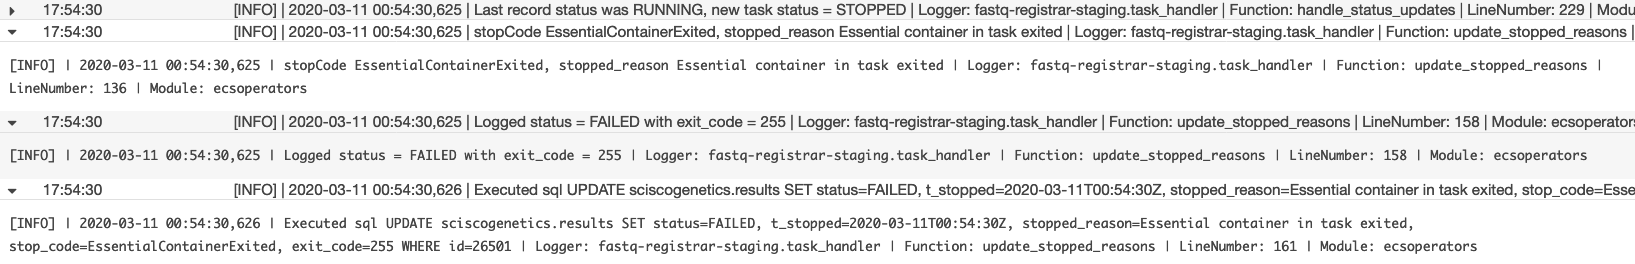 17:54:30 [INFO] | 2020-03-11 00:54:30,625 | Last record status was RUNNING, new task status = STOPPED | Logger: fastq-registrar-staging.task_handler | Function: handle_status_updates | LineNumber: 229 | Modu
17:54:30 [INFO] | 2020-03-11 00:54:30,625 | stopCode EssentialContainerExited, stopped_reason Essential container in task exited | Logger: fastq-registrar-staging.task_handler | Function: update_stopped_reasons |
[INFO] | 2020-03-11 00:54:30,625 | stopCode EssentialContainerExited, stopped_reason Essential container in task exited | Logger: fastq-registrar-staging.task_handler | Function: update_stopped_reasons |
LineNumber: 136 | Module: ecsoperators
17:54:30 [INFO] | 2020-03-11 00:54:30,625 | Logged status = FAILED with exit_code = 255 | Logger: fastq-registrar-staging.task_handler | Function: update_stopped_reasons | LineNumber: 158 | Module: ecsoperators
[INFO] | 2020-03-11 00:54:30,625 | Logged status = FAILED with exit_code = 255 | Logger: fastq-registrar-staging.task_handler | Function: update_stopped_reasons | LineNumber: 158 | Module: ecsoperators
17:54:30 [INFO] | 2020-03-11 00:54:30,626 | Executed sql UPDATE sciscogenetics.results SET status=FAILED, t_stopped=2020-03-11T00:54:30Z, stopped_reason=Essential container in task exited, stop_code=Esse
[INFO] | 2020-03-11 00:54:30,626 | Executed sql UPDATE sciscogenetics.results SET status=FAILED, t_stopped=2020-03-11T00:54:30Z, stopped_reason=Essential container in task exited,
stop_code=EssentialContainerExited, exit_code=255 WHERE id=26501 | Logger: fastq-registrar-staging.task_handler | Function: update_stopped_reasons | LineNumber: 161 | Module: ecsoperators